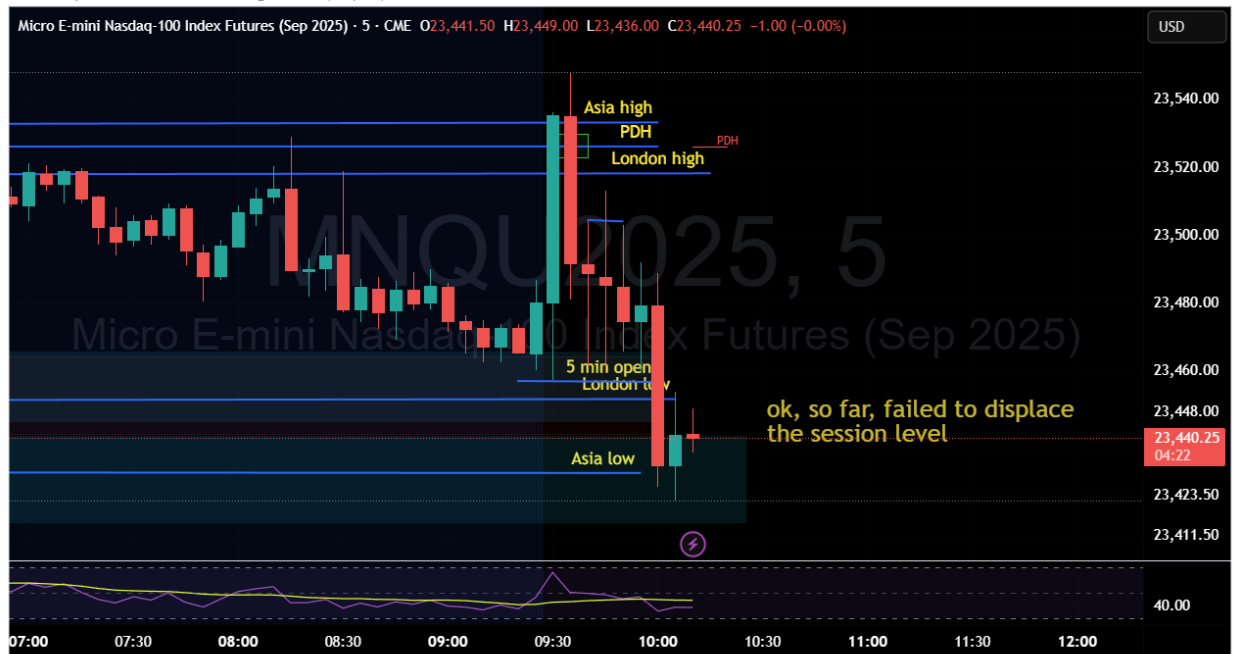 Micro E-mini Nasdaq-100 Index Futures (Sep 2025) · 5 · CME O23,441.50 H23,449.00 L23,436.00 C23,440.25 −1.00 (−0.00%)
USD
23,540.00
Asia high
PDH
PDH
London high
23,520.00
MNQU2025, 5
23,500.00
23,480.00
Micro E-mini Nasdaq-100 Index Futures (Sep 2025)
23,460.00
5 min open
London low
ok, so far, failed to displace
the session level
23,448.00
23,440.25
04:22
Asia low
23,423.50
23,411.50
40.00
07:00 07:30 08:00 08:30 09:00 09:30 10:00 10:30 11:00 11:30 12:00